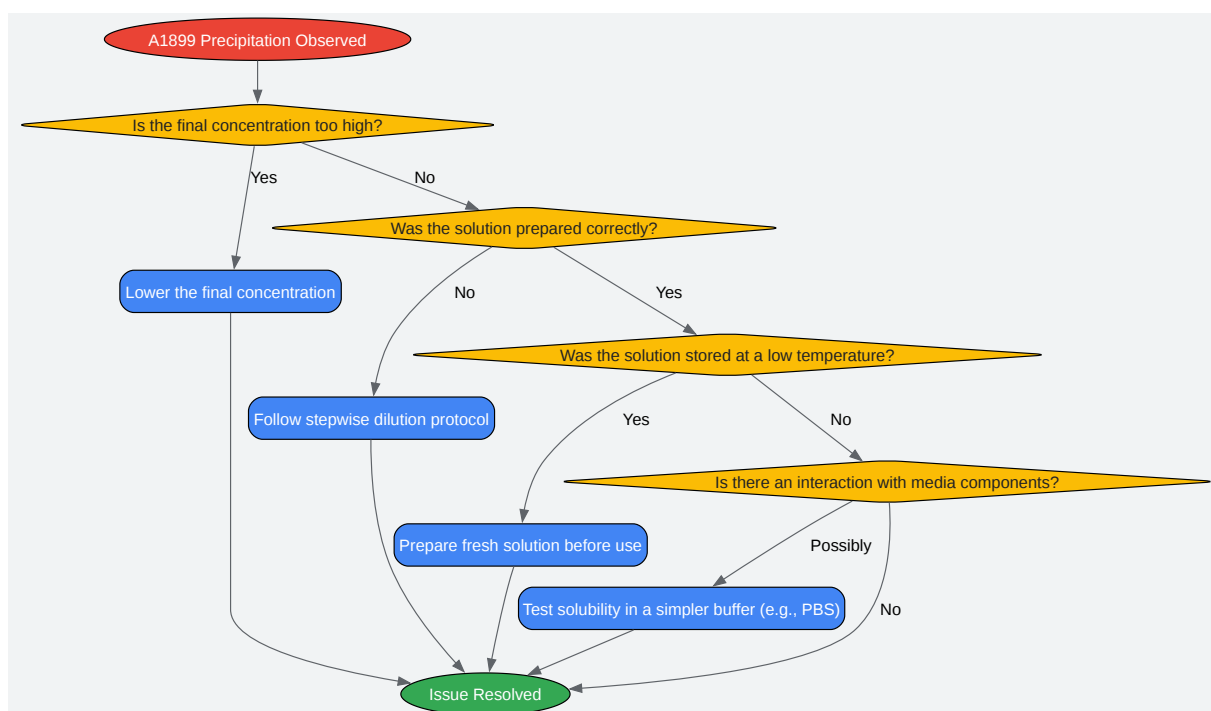 A1899 Precipitation Observed
Is the final concentration too high?
Yes
No
Was the solution prepared correctly?
Lower the final concentration
No
Yes
Was the solution stored at a low temperature?
Follow stepwise dilution protocol
Yes
No
Is there an interaction with media components?
Prepare fresh solution before use
Possibly
Test solubility in a simpler buffer (e.g., PBS)
No
Issue Resolved